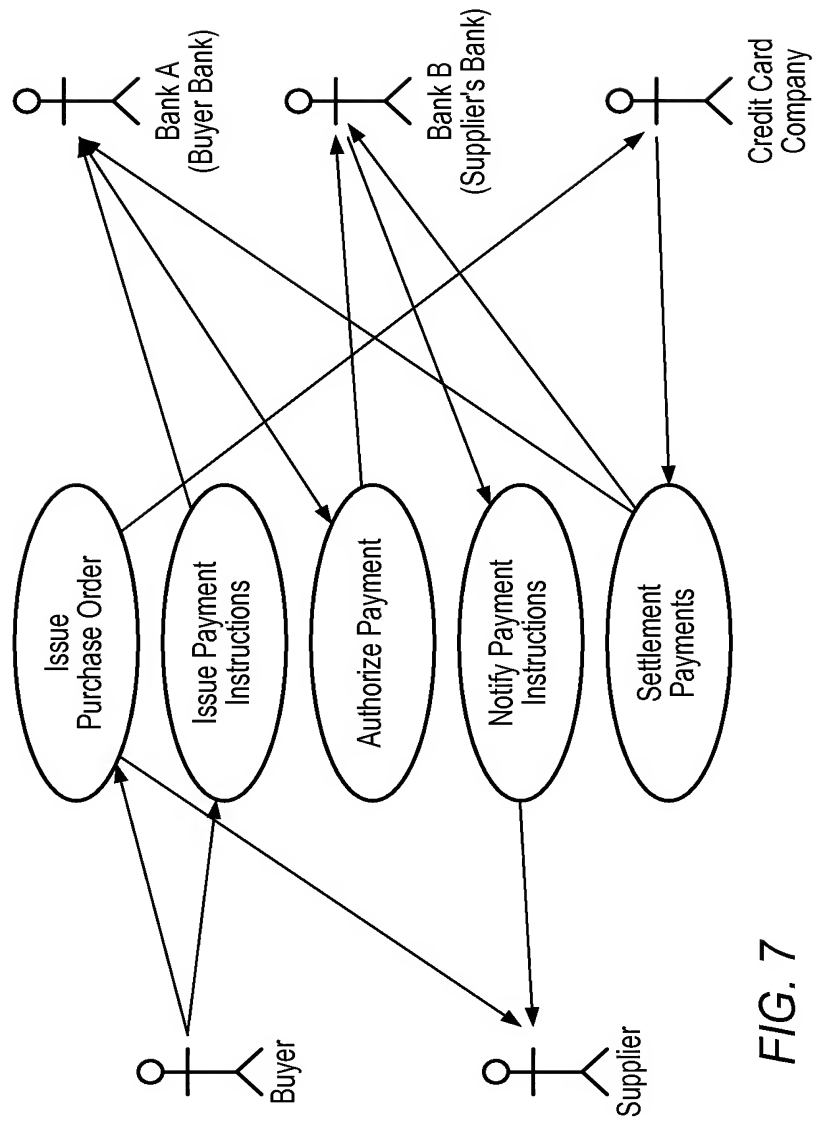 Buyer
Supplier
Issue
Purchase Order
Issue Payment
Instructions
Authorize Payment
Notify Payment
Instructions
Settlement
Payments
Bank A
(Buyer Bank)
Bank B
(Supplier's Bank)
Credit Card
Company
FIG. 7